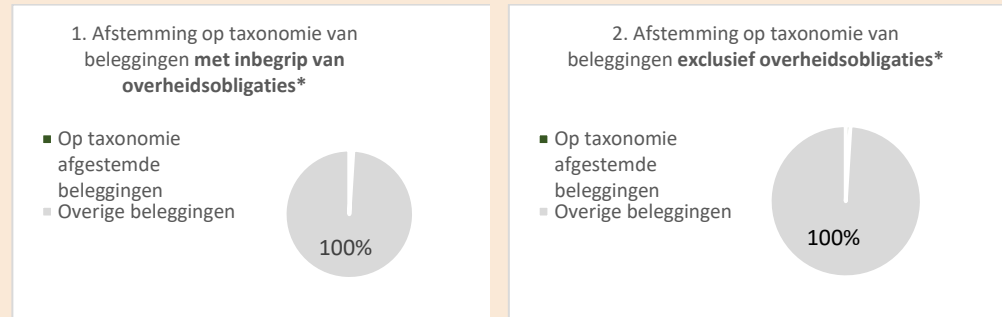 1. Afstemming op taxonomie van
beleggingen met inbegrip van
overheidsobligaties*
Op taxonomie
afgestemde
beleggingen
Overige beleggingen
100%
2. Afstemming op taxonomie van
beleggingen exclusief overheidsobligaties*
Op taxonomie
afgestemde
beleggingen
Overige beleggingen
100%